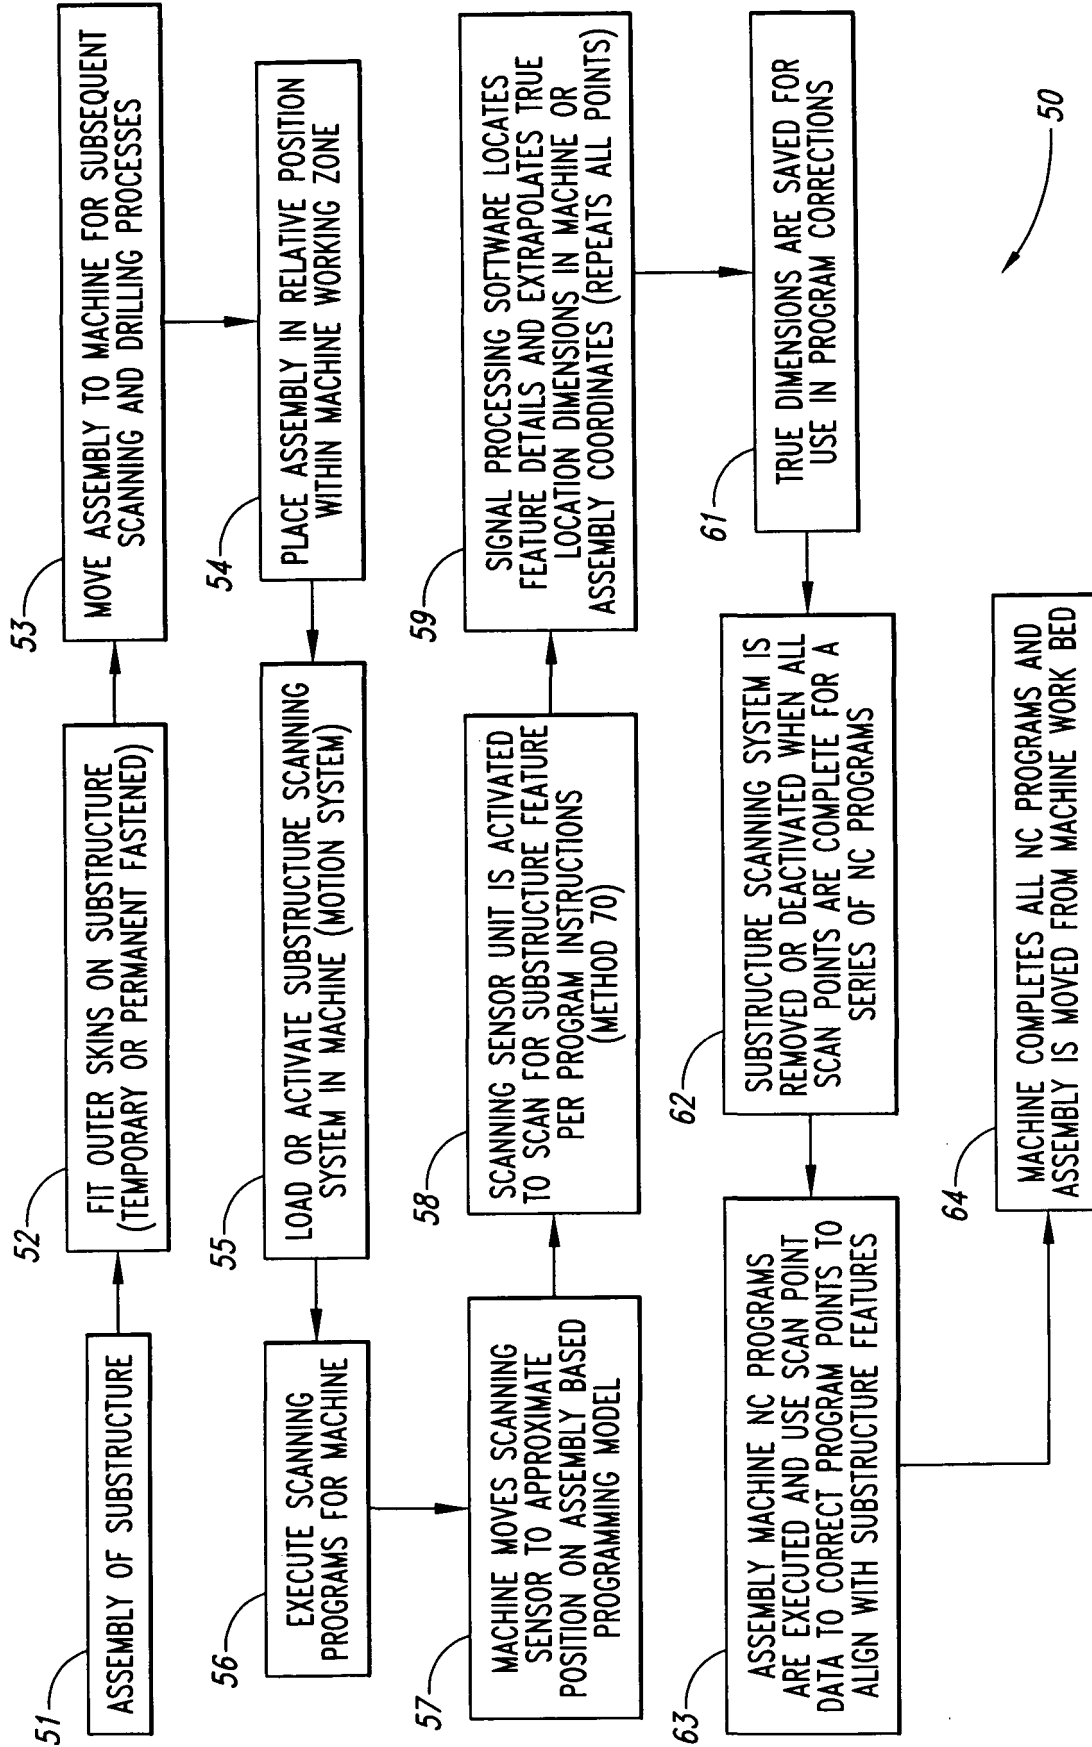 51
ASSEMBLY OF SUBSTRUCTURE
52
FIT OUTER SKINS ON SUBSTRUCTURE
(TEMPORARY OR PERMANENT FASTENED)
53
MOVE ASSEMBLY TO MACHINE FOR SUBSEQUENT
SCANNING AND DRILLING PROCESSES
54
PLACE ASSEMBLY IN RELATIVE POSITION
WITHIN MACHINE WORKING ZONE
55
LOAD OR ACTIVATE SUBSTRUCTURE SCANNING
SYSTEM IN MACHINE (MOTION SYSTEM)
56
EXECUTE SCANNING
PROGRAMS FOR MACHINE
57
MACHINE MOVES SCANNING
SENSOR TO APPROXIMATE
POSITION ON ASSEMBLY BASED
PROGRAMMING MODEL
58
SCANNING SENSOR UNIT IS ACTIVATED
TO SCAN FOR SUBSTRUCTURE FEATURE
PER PROGRAM INSTRUCTIONS
(METHOD 70)
59
SIGNAL PROCESSING SOFTWARE LOCATES
FEATURE DETAILS AND EXTRAPOLATES TRUE
LOCATION DIMENSIONS IN MACHINE OR
ASSEMBLY COORDINATES (REPEATS ALL POINTS)
61
TRUE DIMENSIONS ARE SAVED FOR
USE IN PROGRAM CORRECTIONS
62
SUBSTRUCTURE SCANNING SYSTEM IS
REMOVED OR DEACTIVATED WHEN ALL
SCAN POINTS ARE COMPLETE FOR A
SERIES OF NC PROGRAMS
63
ASSEMBLY MACHINE NC PROGRAMS
ARE EXECUTED AND USE SCAN POINT
DATA TO CORRECT PROGRAM POINTS TO
ALIGN WITH SUBSTRUCTURE FEATURES
64
MACHINE COMPLETES ALL NC PROGRAMS AND
ASSEMBLY IS MOVED FROM MACHINE WORK BED
50